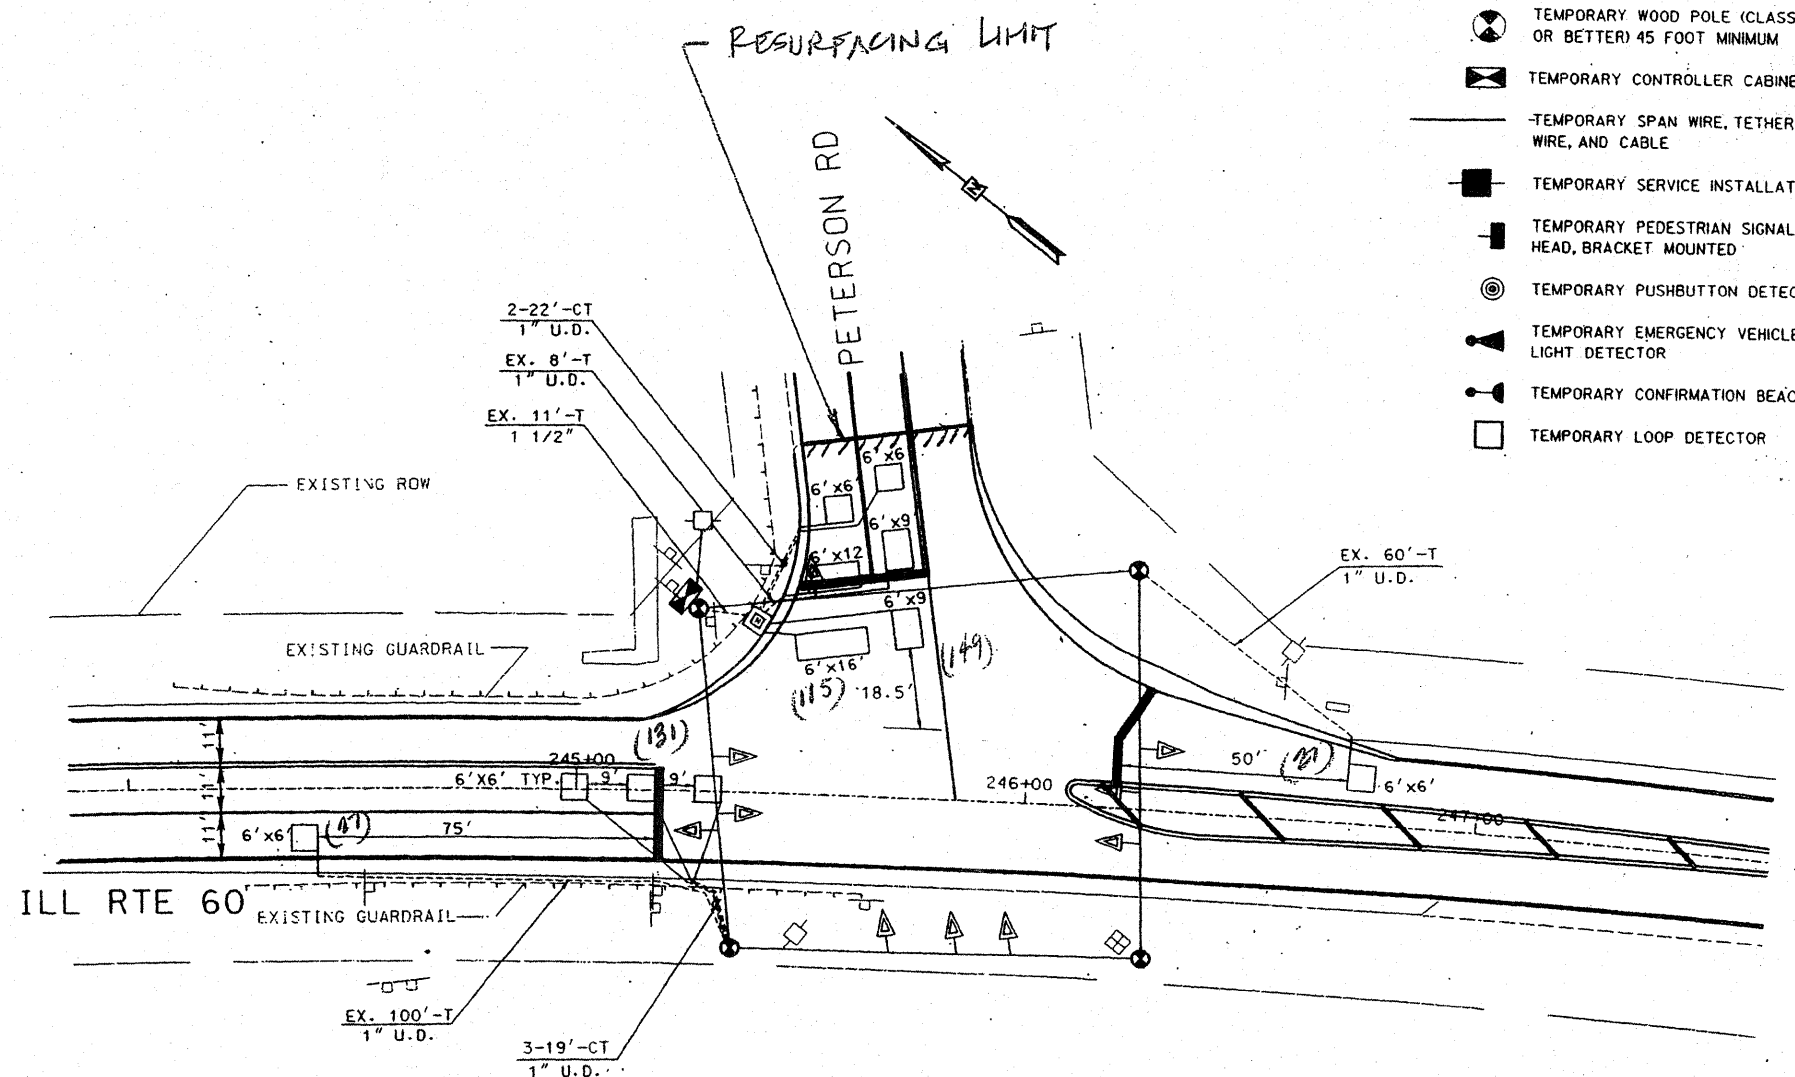 RESURFACING LIMIT
TEMPORARY WOOD POLE (CLASS
OR BETTER) 45 FOOT MINIMUM
TEMPORARY CONTROLLER CABINE
TEMPORARY SPAN WIRE, TETHER
WIRE, AND CABLE
TEMPORARY SERVICE INSTALLAT
TEMPORARY PEDESTRIAN SIGNAL
HEAD, BRACKET MOUNTED
TEMPORARY PUSHBUTTON DETEC
TEMPORARY EMERGENCY VEHICLE
LIGHT DETECTOR
TEMPORARY CONFIRMATION BEAC
TEMPORARY LOOP DETECTOR
N
PETERSON RD
2-22'-CT
1" U.D.
EX. 8'-T
1" U.D.
EX. 11'-T
1 1/2"
EXISTING ROW
6'x6
6'x6'
6'x9
6'x12
EX. 60'-T
1" U.D.
6'x9
EXISTING GUARDRAIL
6'x16'
(149)
(115)
18.5'
(131)
11'
11'
11'
245+00
6'X6' TYP.
9'
9'
50'
6'x6'
246+00
247+00
6'x6'
75'
ILL RTE 60
EXISTING GUARDRAIL
EX. 100'-T
1" U.D.
3-19'-CT
1" U.D.